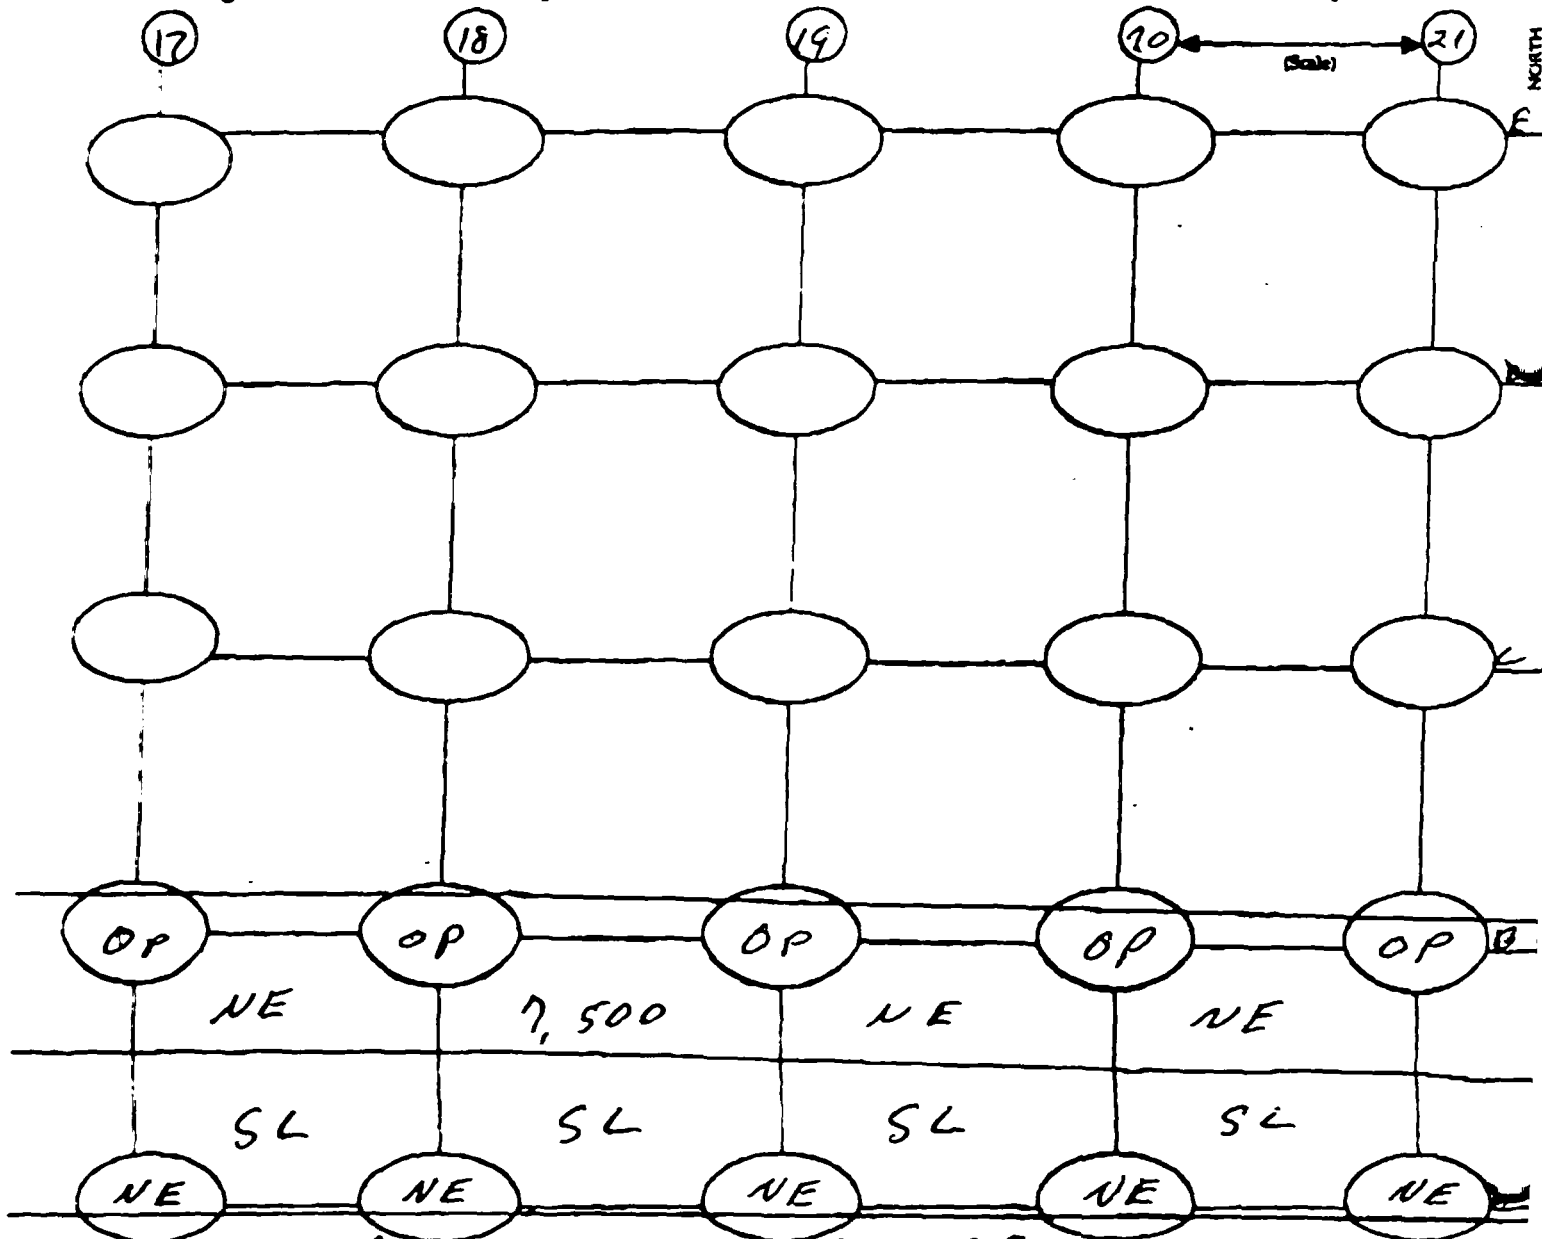 17 18 19 20 21
(Scale)
NORTH
E
C
OP OP OP OP OP B
NE 7,500 NE NE
SL SL SL SL
NE NE NE NE NE